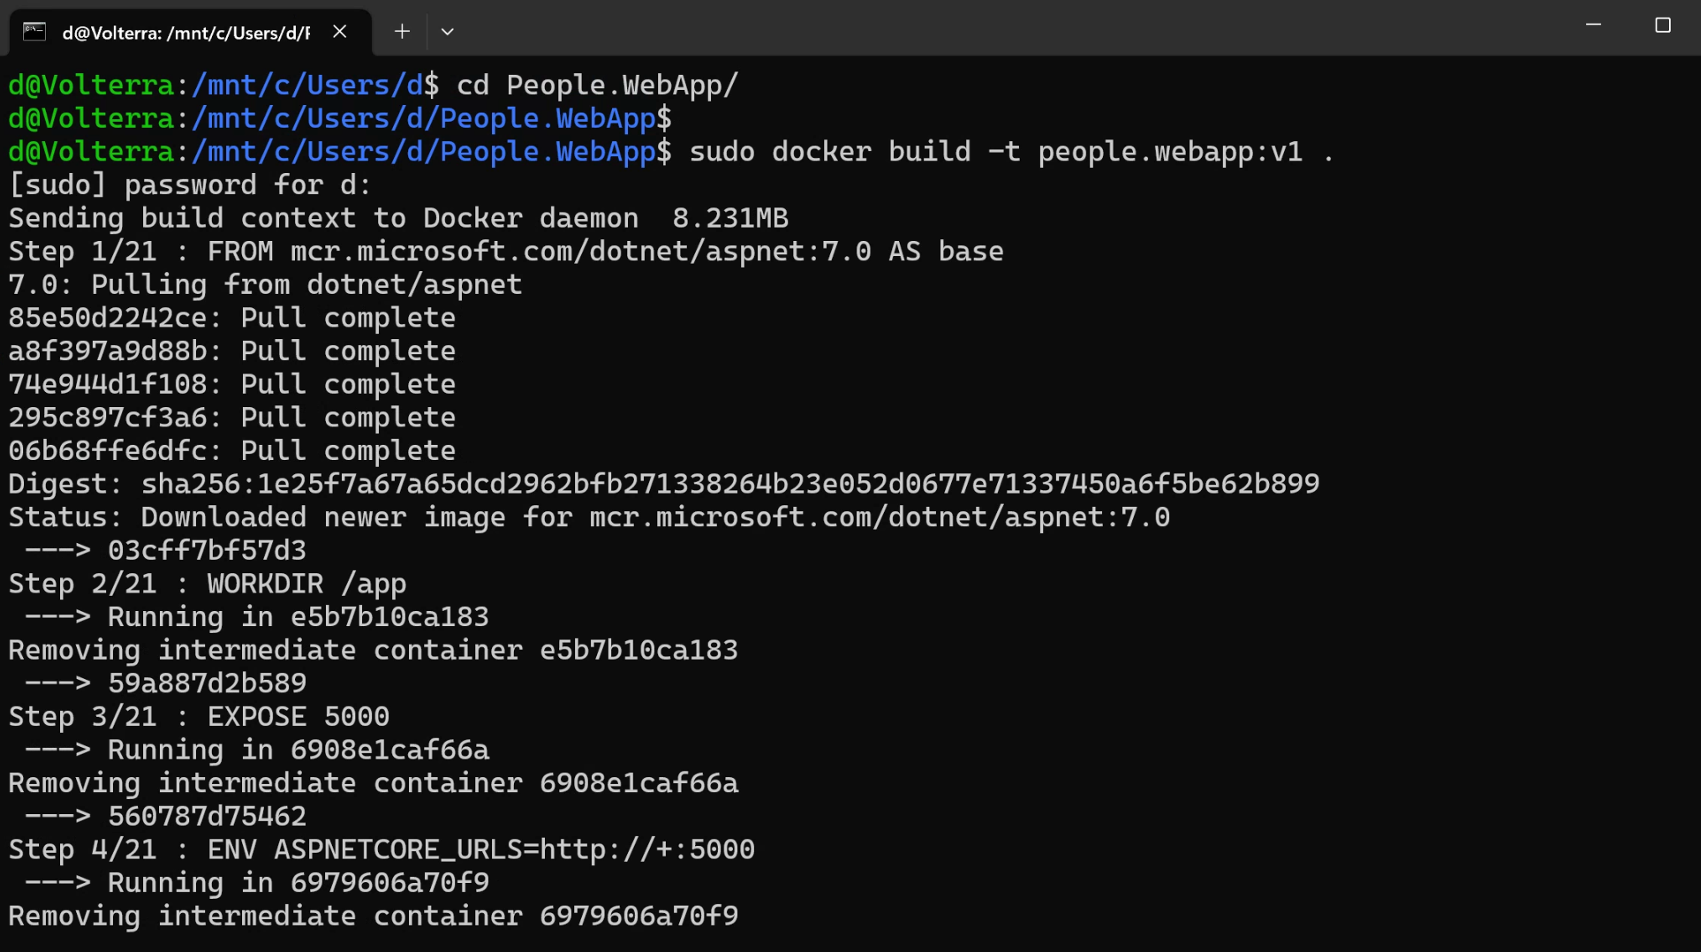 d@Volterra: /mnt/c/Users/d/P
d@Volterra:/mnt/c/Users/d$ cd People.WebApp/
d@Volterra:/mnt/c/Users/d/People.WebApp$
d@Volterra:/mnt/c/Users/d/People.WebApp$ sudo docker build -t people.webapp:v1 .
[sudo] password for d:
Sending build context to Docker daemon  8.231MB
Step 1/21 : FROM mcr.microsoft.com/dotnet/aspnet:7.0 AS base
7.0: Pulling from dotnet/aspnet
85e50d2242ce: Pull complete
a8f397a9d88b: Pull complete
74e944d1f108: Pull complete
295c897cf3a6: Pull complete
06b68ffe6dfc: Pull complete
Digest: sha256:1e25f7a67a65dcd2962bfb271338264b23e052d0677e71337450a6f5be62b899
Status: Downloaded newer image for mcr.microsoft.com/dotnet/aspnet:7.0
 ---> 03cff7bf57d3
Step 2/21 : WORKDIR /app
 ---> Running in e5b7b10ca183
Removing intermediate container e5b7b10ca183
 ---> 59a887d2b589
Step 3/21 : EXPOSE 5000
 ---> Running in 6908e1caf66a
Removing intermediate container 6908e1caf66a
 ---> 560787d75462
Step 4/21 : ENV ASPNETCORE_URLS=http://+:5000
 ---> Running in 6979606a70f9
Removing intermediate container 6979606a70f9